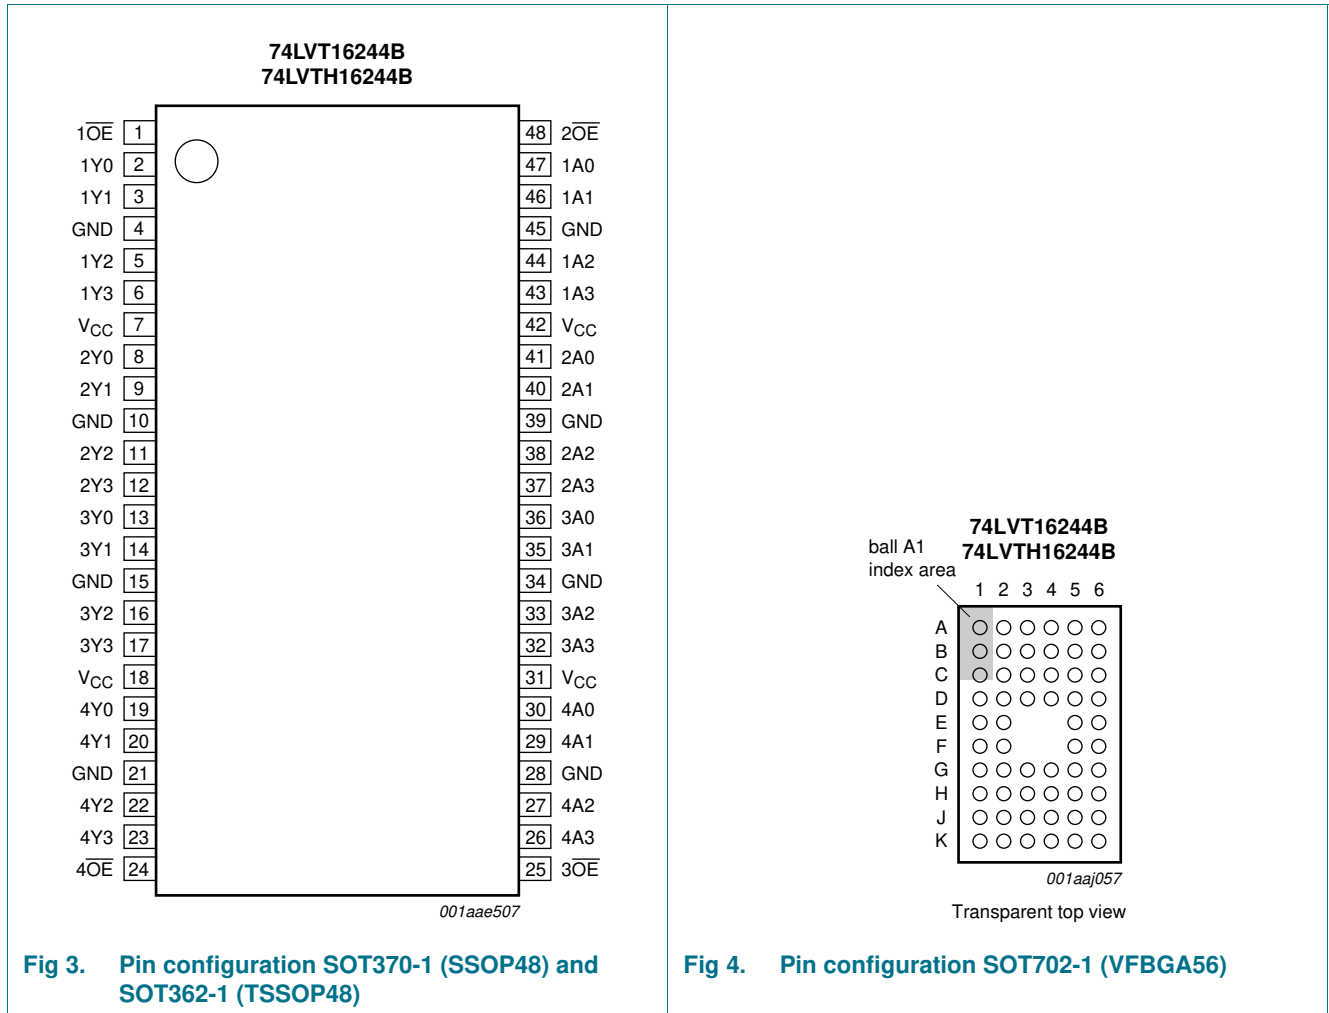 74LVT16244B
74LVTH16244B
1O̅E̅ 1 48 2O̅E̅
1Y0 2 47 1A0
1Y1 3 46 1A1
GND 4 45 GND
1Y2 5 44 1A2
1Y3 6 43 1A3
VCC 7 42 VCC
2Y0 8 41 2A0
2Y1 9 40 2A1
GND 10 39 GND
2Y2 11 38 2A2
2Y3 12 37 2A3
3Y0 13 36 3A0
3Y1 14 35 3A1
GND 15 34 GND
3Y2 16 33 3A2
3Y3 17 32 3A3
VCC 18 31 VCC
4Y0 19 30 4A0
4Y1 20 29 4A1
GND 21 28 GND
4Y2 22 27 4A2
4Y3 23 26 4A3
4O̅E̅ 24 25 3O̅E̅
001aae507
Fig 3. Pin configuration SOT370-1 (SSOP48) and
SOT362-1 (TSSOP48)
74LVT16244B
74LVTH16244B
ball A1
index area
1 2 3 4 5 6
A
B
C
D
E
F
G
H
J
K
001aaj057
Transparent top view
Fig 4. Pin configuration SOT702-1 (VFBGA56)